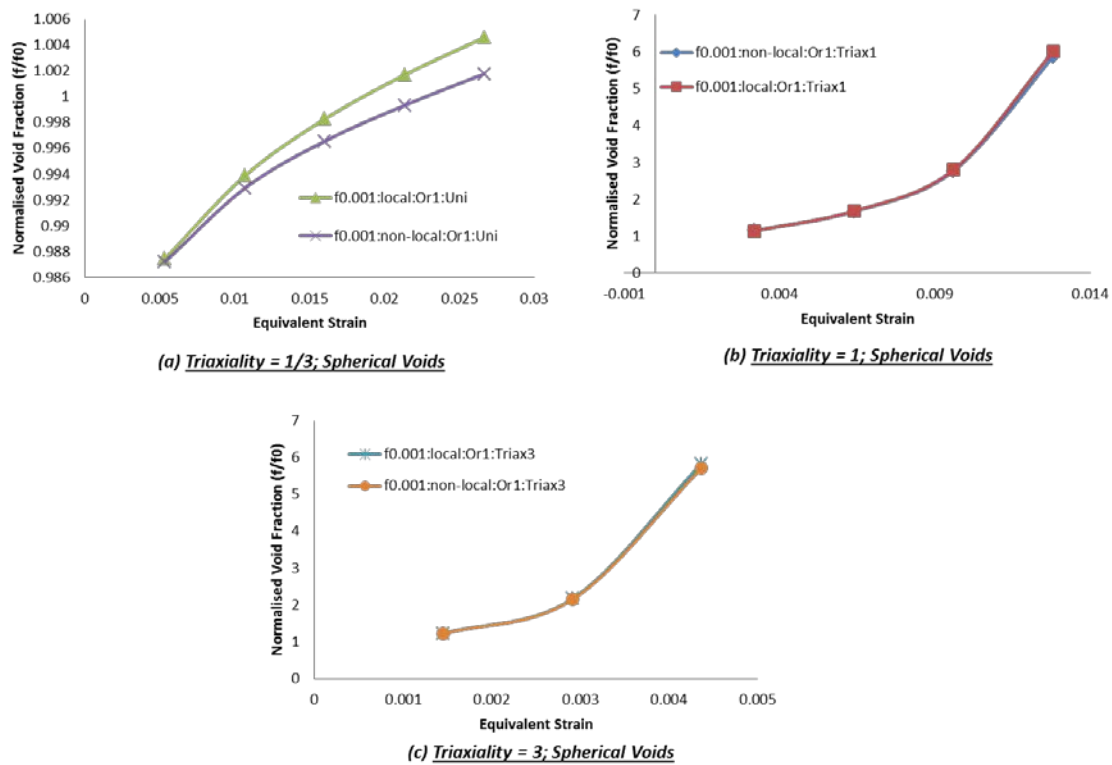 1.006
1.004
1.002
1
0.998
0.996
0.994
0.992
0.99
0.988
0.986
Normalised Void Fraction (f/f0)
f0.001:local:Or1:Uni
f0.001:non-local:Or1:Uni
0 0.005 0.01 0.015 0.02 0.025 0.03
Equivalent Strain
(a) Triaxiality = 1/3; Spherical Voids
7
6
5
4
3
2
1
0
Normalised Void Fraction (f/f0)
f0.001:non-local:Or1:Triax1
f0.001:local:Or1:Triax1
-0.001 0.004 0.009 0.014
Equivalent Strain
(b) Triaxiality = 1; Spherical Voids
7
6
5
4
3
2
1
0
Normalised Void Fraction (f/f0)
f0.001:local:Or1:Triax3
f0.001:non-local:Or1:Triax3
0 0.001 0.002 0.003 0.004 0.005
Equivalent Strain
(c) Triaxiality = 3; Spherical Voids